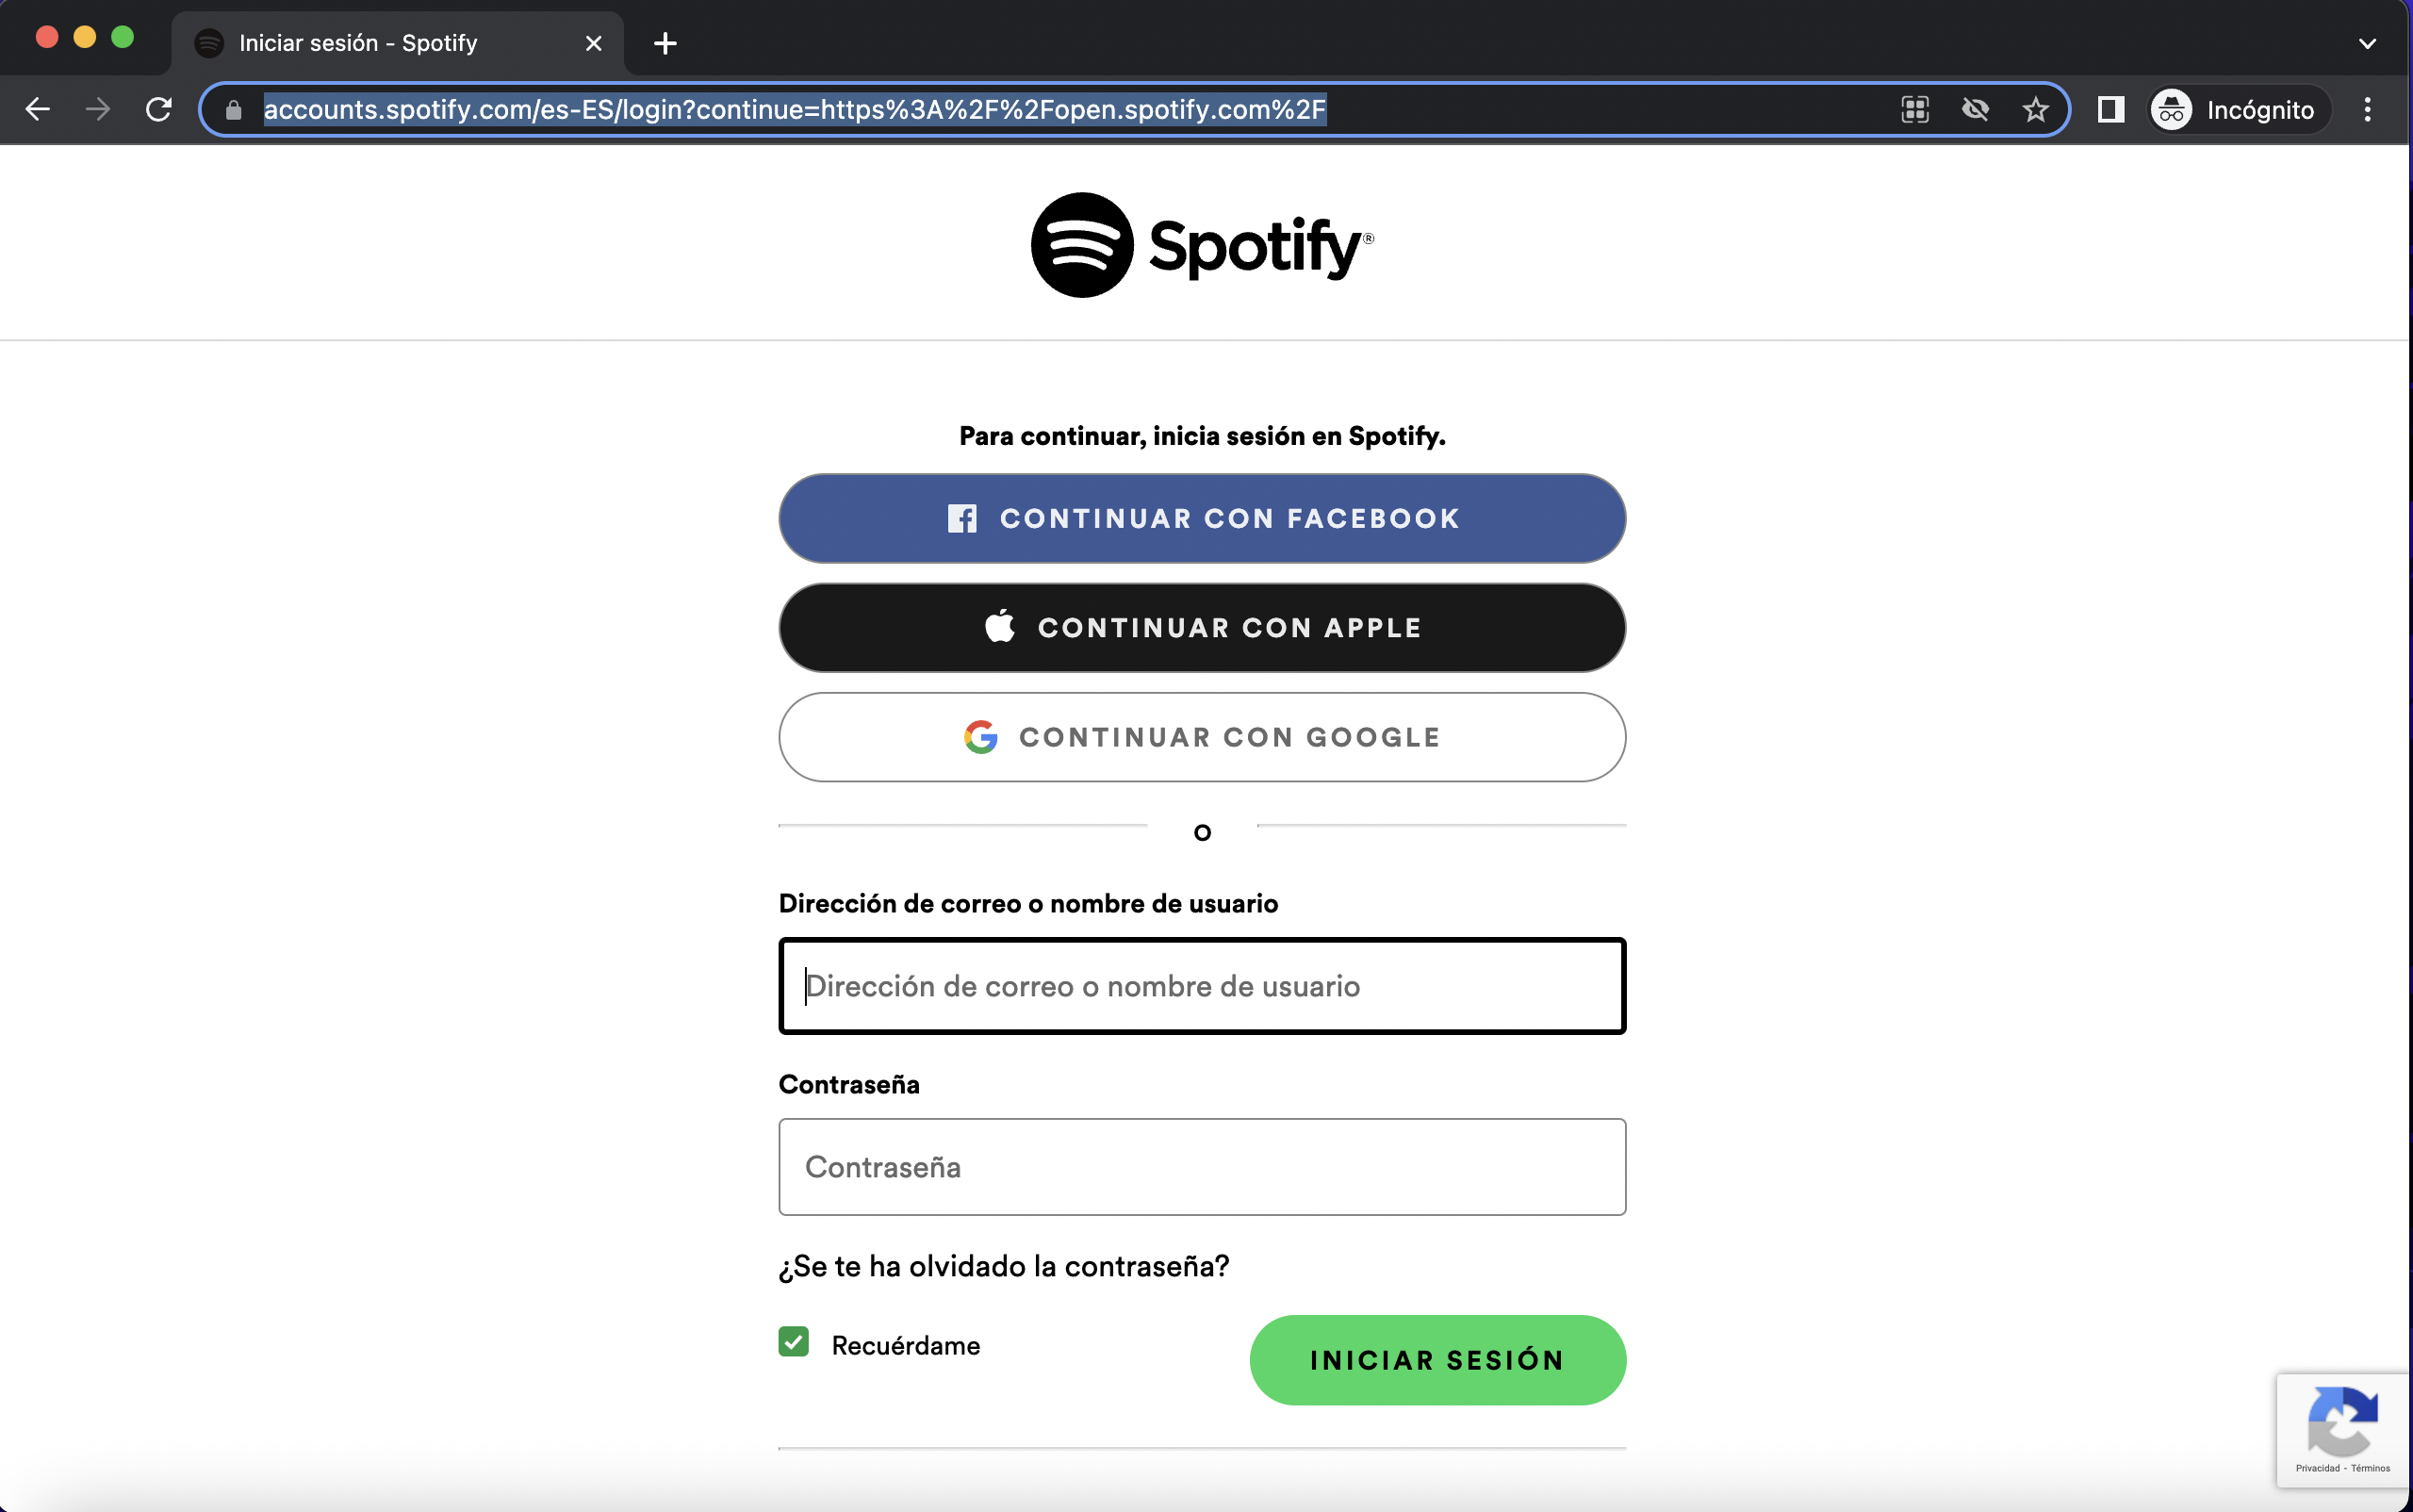 Iniciar sesión - Spotify
accounts.spotify.com/es-ES/login?continue=https%3A%2F%2Fopen.spotify.com%2F
Incógnito
Spotify®
Para continuar, inicia sesión en Spotify.
CONTINUAR CON FACEBOOK
CONTINUAR CON APPLE
CONTINUAR CON GOOGLE
O
Dirección de correo o nombre de usuario
Dirección de correo o nombre de usuario
Contraseña
Contraseña
¿Se te ha olvidado la contraseña?
Recuérdame
INICIAR SESIÓN
Privacidad - Términos